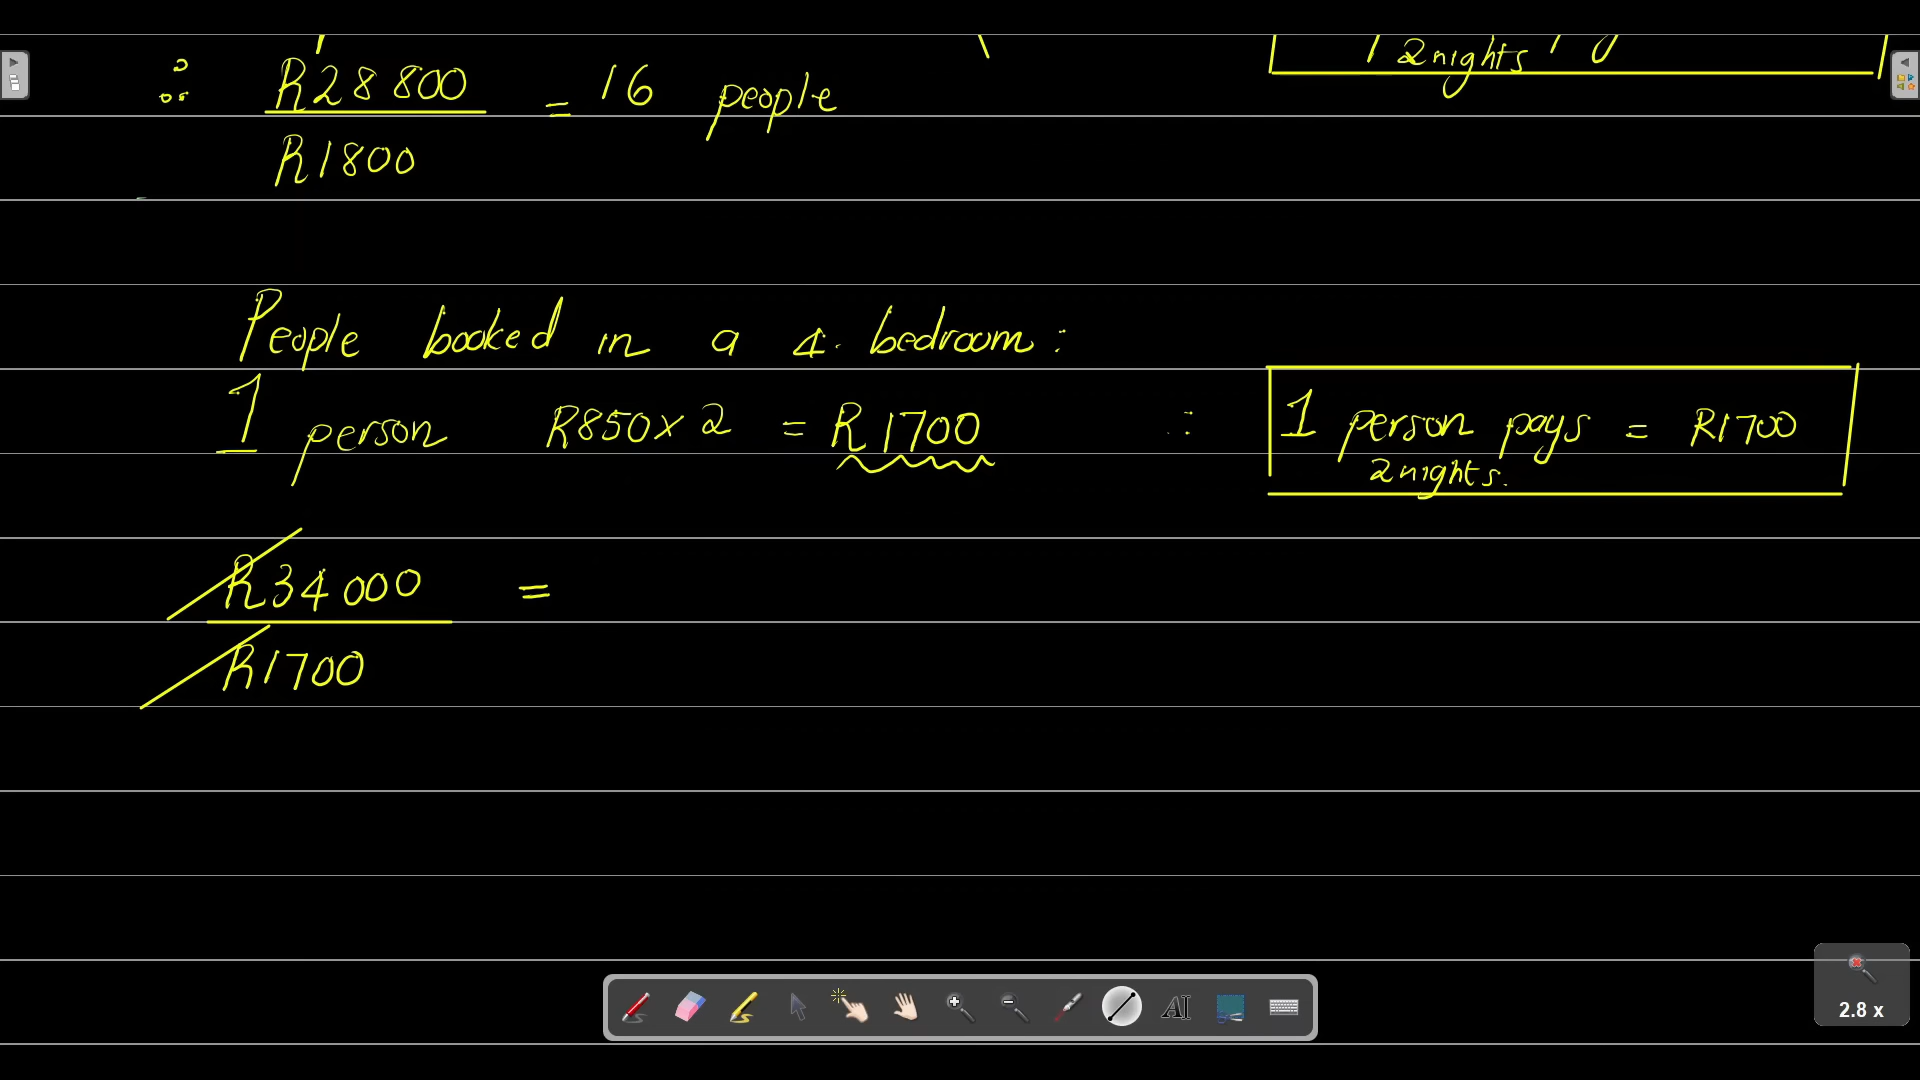 2nights
∴ R28 800 = 16 people
R1800
People booked in a 4 bedroom:
1 person R850 x 2 = R1700 ∴ 1 person pays = R1700
2nights.
R34 000 =
R1700
AI
2.8 x